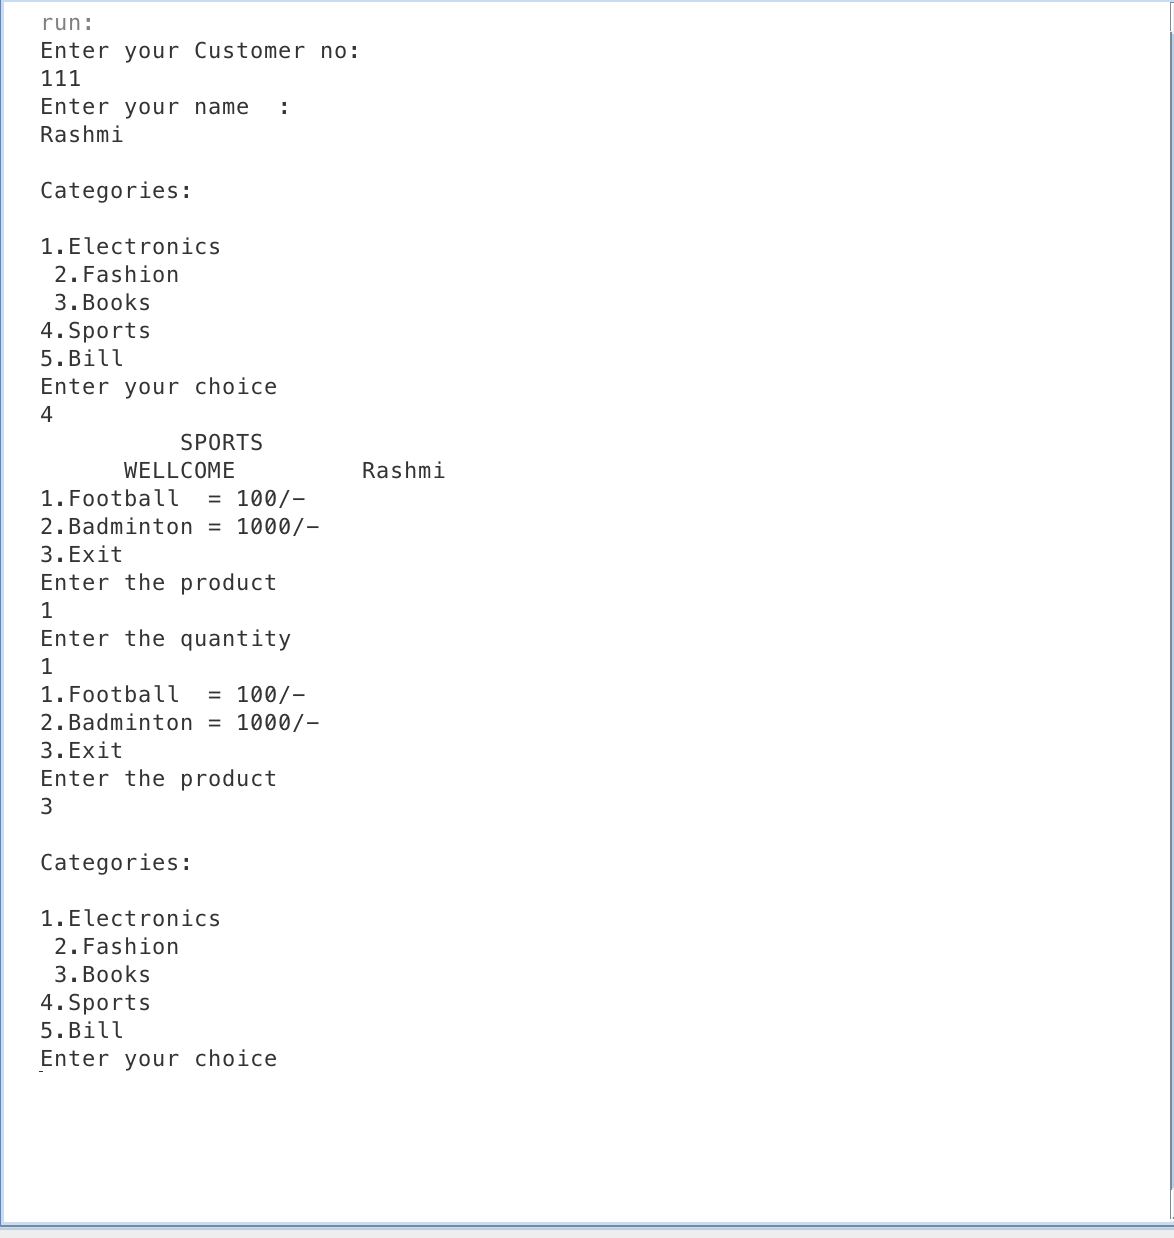 run:
Enter your Customer no:
111
Enter your name  :
Rashmi

Categories:

1.Electronics
 2.Fashion
 3.Books
4.Sports
5.Bill
Enter your choice
4
          SPORTS
      WELLCOME         Rashmi
1.Football  = 100/-
2.Badminton = 1000/-
3.Exit
Enter the product
1
Enter the quantity
1
1.Football  = 100/-
2.Badminton = 1000/-
3.Exit
Enter the product
3

Categories:

1.Electronics
 2.Fashion
 3.Books
4.Sports
5.Bill
Enter your choice